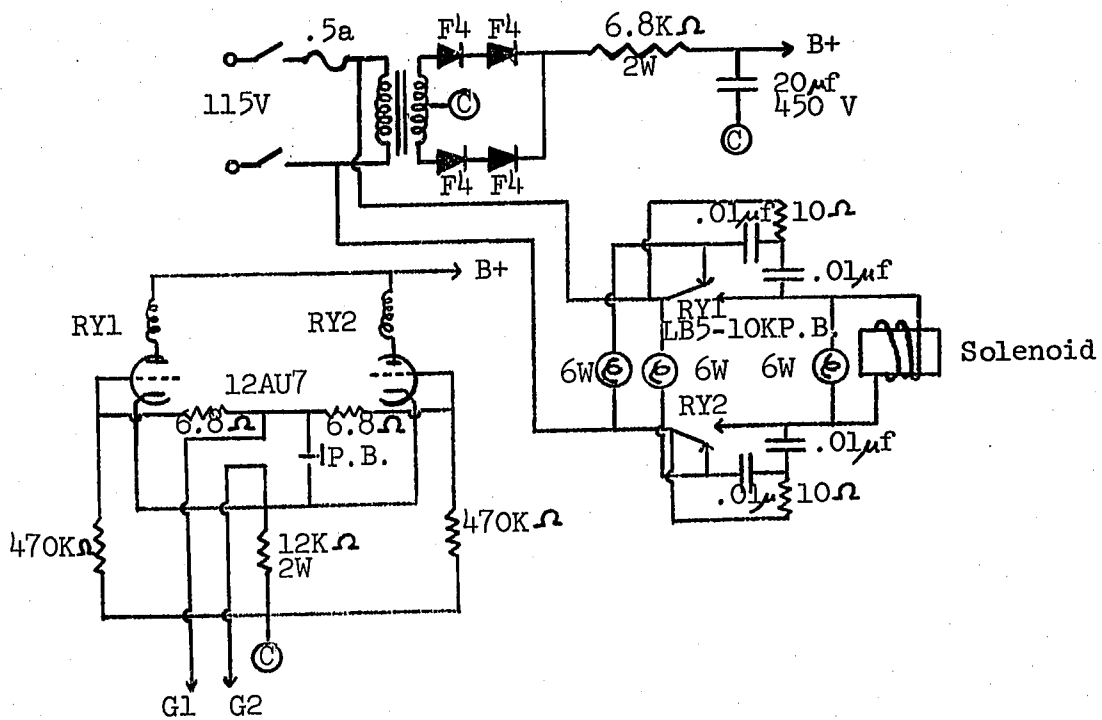 F4 F4
.5a
6.8KΩ
2W
B+
115V
C
20μf
450 V
C
F4 F4
.01μf 10Ω
.01μf
B+
RY1
RY2
RY1
LB5-10KP.B.
12AU7
6W 6W 6W
Solenoid
6.8Ω 6.8Ω
RY2
P.B.
.01μf
.01μ 10Ω
470KΩ
12KΩ
2W
470KΩ
C
G1 G2